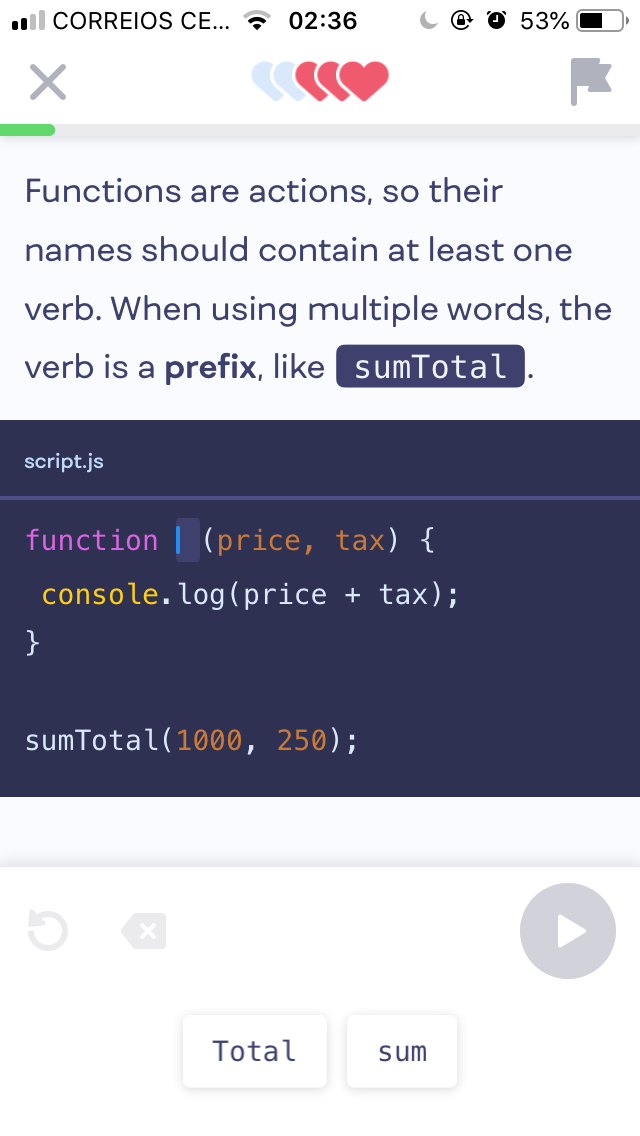 CORREIOS CE... 02:36 53%
Functions are actions, so their
names should contain at least one
verb. When using multiple words, the
verb is a prefix, like sumTotal.
script.js
function (price, tax) {
console.log(price + tax);
}
sumTotal(1000, 250);
Total sum